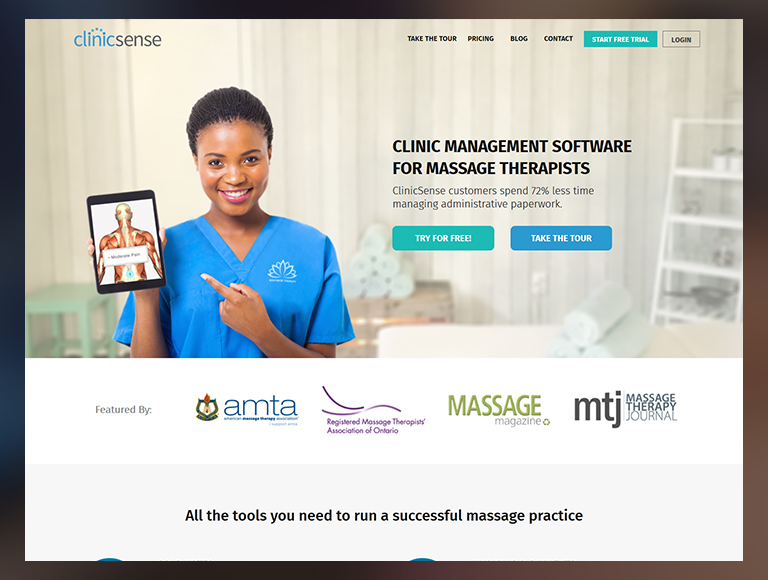 clinicsense
TAKE THE TOUR
PRICING
BLOG
CONTACT
START FREE TRIAL
LOGIN
CLINIC MANAGEMENT SOFTWARE
FOR MASSAGE THERAPISTS
ClinicSense customers spend 72% less time
managing administrative paperwork.
TRY FOR FREE!
TAKE THE TOUR
Moderate Pain
Featured By:
amta
american massage therapy association
i support amta
Registered Massage Therapists'
Association of Ontario
MASSAGE
magazine
mtj
MASSAGE
THERAPY
JOURNAL
All the tools you need to run a successful massage practice